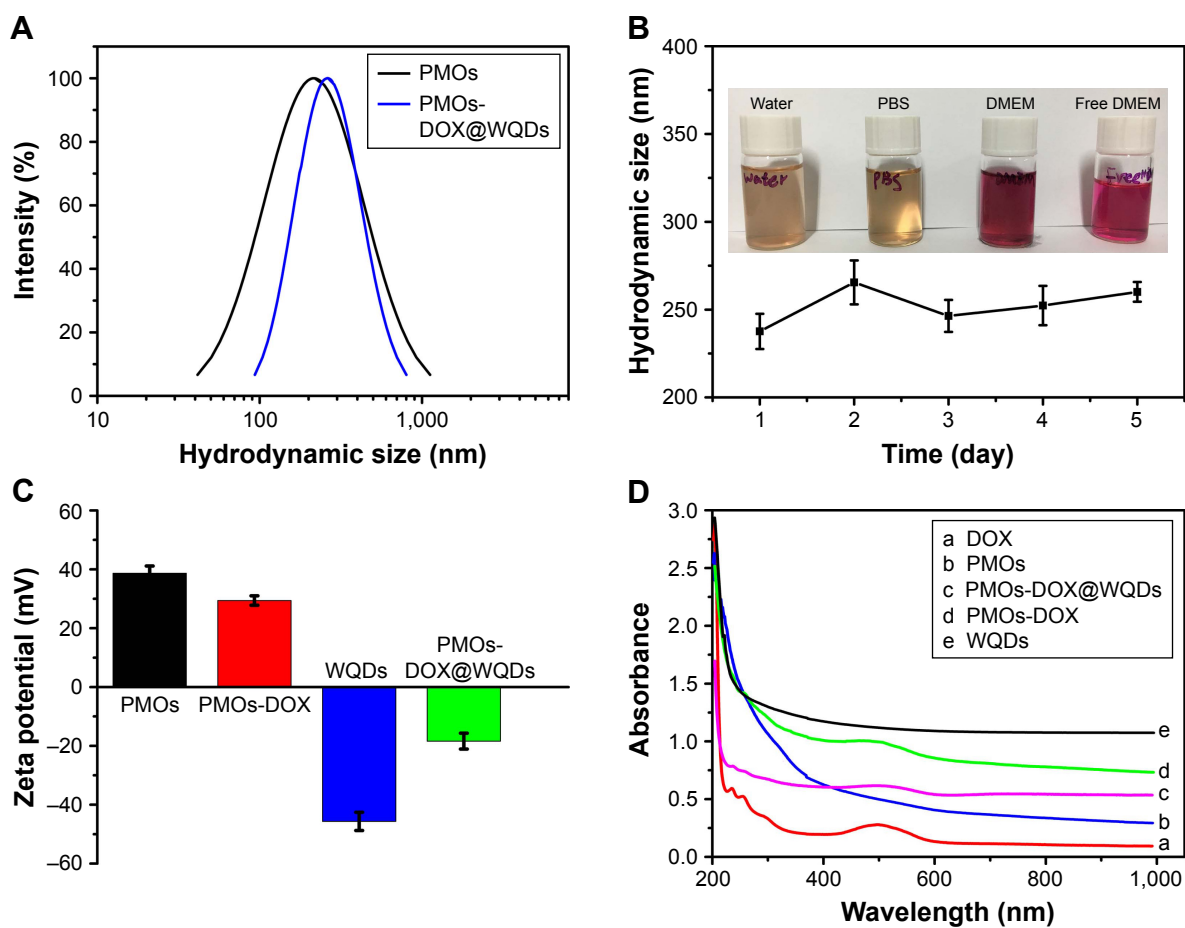 A
100
80
60
40
20
0
10
100
1,000
Intensity (%)
Hydrodynamic size (nm)
PMOs
PMOs-
DOX@WQDs
B
400
350
300
250
200
1
2
3
4
5
Hydrodynamic size (nm)
Time (day)
Water
PBS
DMEM
Free DMEM
water
PBS
DMEM
C
60
40
20
0
–20
–40
–60
Zeta potential (mV)
PMOs
PMOs-DOX
WQDs
PMOs-
DOX@WQDs
D
3.0
2.5
2.0
1.5
1.0
0.5
0.0
200
400
600
800
1,000
Absorbance
Wavelength (nm)
a DOX
b PMOs
c PMOs-DOX@WQDs
d PMOs-DOX
e WQDs
e
d
c
b
a